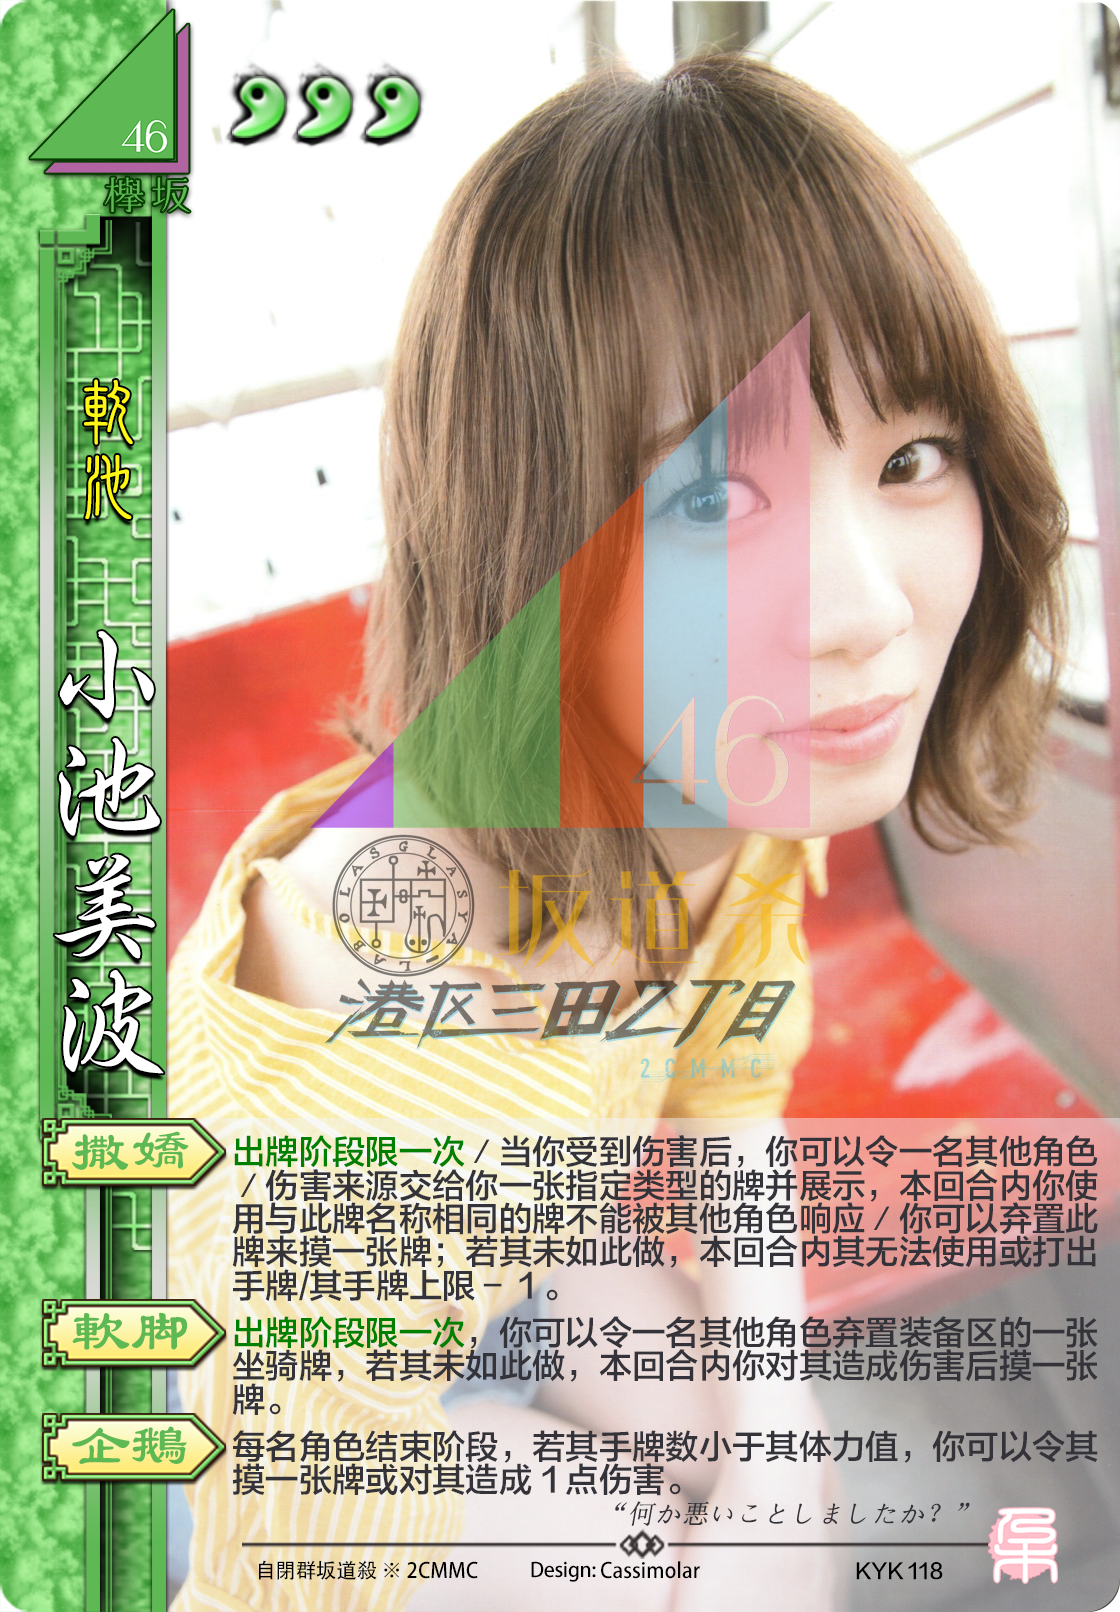 46
欅坂
軟池
小池美波
46
GLASYA-LABOLAS
坂道杀
港区三田乙丁目
2CMMC
撒嬌
出牌阶段限一次／当你受到伤害后，你可以令一名其他角色
／伤害来源交给你一张指定类型的牌并展示，本回合内你使
用与此牌名称相同的牌不能被其他角色响应／你可以弃置此
牌来摸一张牌；若其未如此做，本回合内其无法使用或打出
手牌/其手牌上限－1。
軟脚
出牌阶段限一次，你可以令一名其他角色弃置装备区的一张
坐骑牌，若其未如此做，本回合内你对其造成伤害后摸一张
牌。
企鵝
每名角色结束阶段，若其手牌数小于其体力值，你可以令其
摸一张牌或对其造成1点伤害。
“何か悪いことしましたか？”
自閉群坂道殺 ※ 2CMMC
Design: Cassimolar
KYK 118